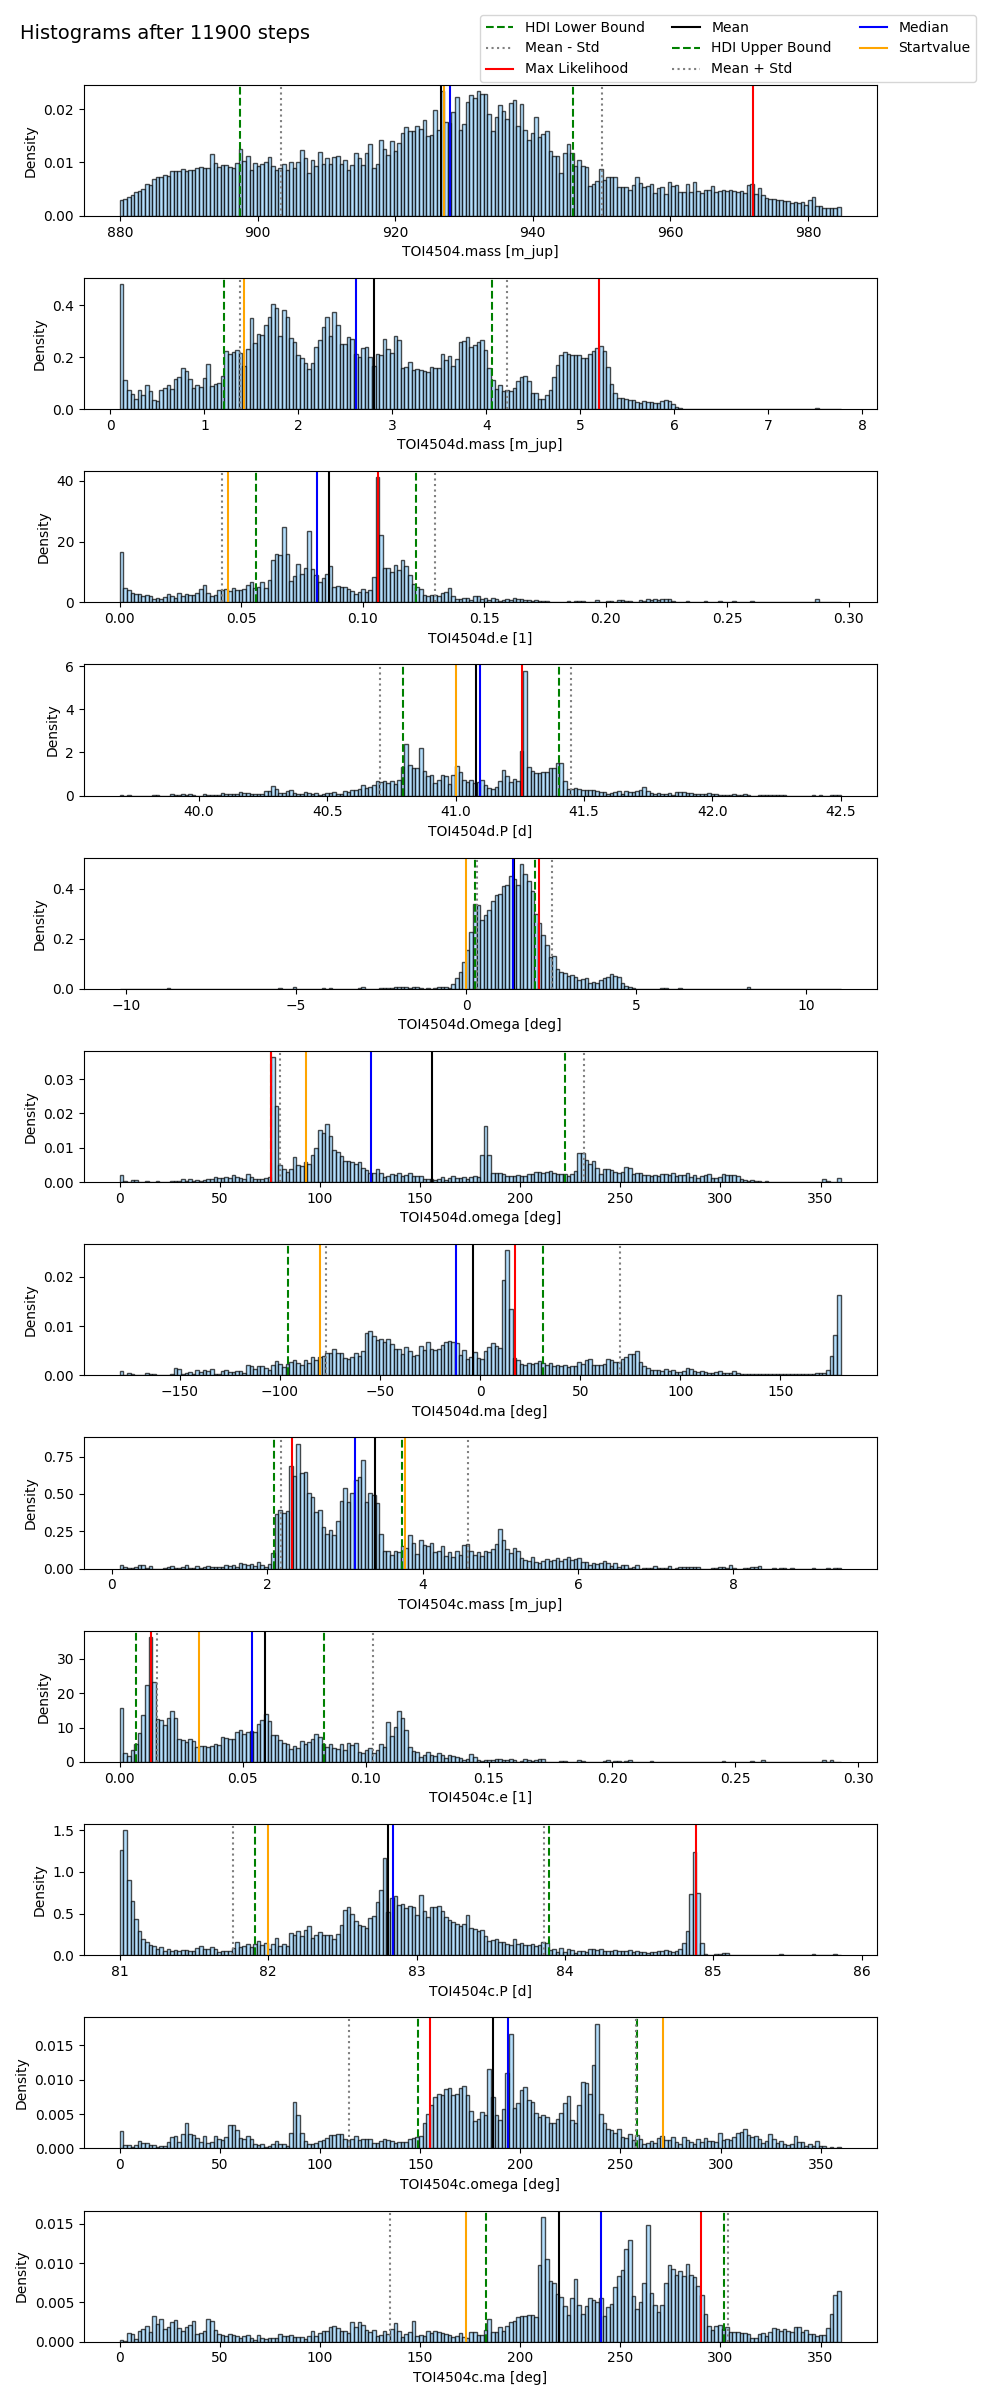 Histograms after 11900 steps
HDI Lower Bound
Mean - Std
Max Likelihood
Mean
HDI Upper Bound
Mean + Std
Median
Startvalue
Density
0.02
0.01
0.00
880 900 920 940 960 980
TOI4504.mass [m_jup]
Density
0.4
0.2
0.0
0 1 2 3 4 5 6 7 8
TOI4504d.mass [m_jup]
Density
40
20
0
0.00 0.05 0.10 0.15 0.20 0.25 0.30
TOI4504d.e [1]
Density
6
4
2
0
40.0 40.5 41.0 41.5 42.0 42.5
TOI4504d.P [d]
Density
0.4
0.2
0.0
−10 −5 0 5 10
TOI4504d.Omega [deg]
Density
0.03
0.02
0.01
0.00
0 50 100 150 200 250 300 350
TOI4504d.omega [deg]
Density
0.02
0.01
0.00
−150 −100 −50 0 50 100 150
TOI4504d.ma [deg]
Density
0.75
0.50
0.25
0.00
0 2 4 6 8
TOI4504c.mass [m_jup]
Density
30
20
10
0
0.00 0.05 0.10 0.15 0.20 0.25 0.30
TOI4504c.e [1]
Density
1.5
1.0
0.5
0.0
81 82 83 84 85 86
TOI4504c.P [d]
Density
0.015
0.010
0.005
0.000
0 50 100 150 200 250 300 350
TOI4504c.omega [deg]
Density
0.015
0.010
0.005
0.000
0 50 100 150 200 250 300 350
TOI4504c.ma [deg]